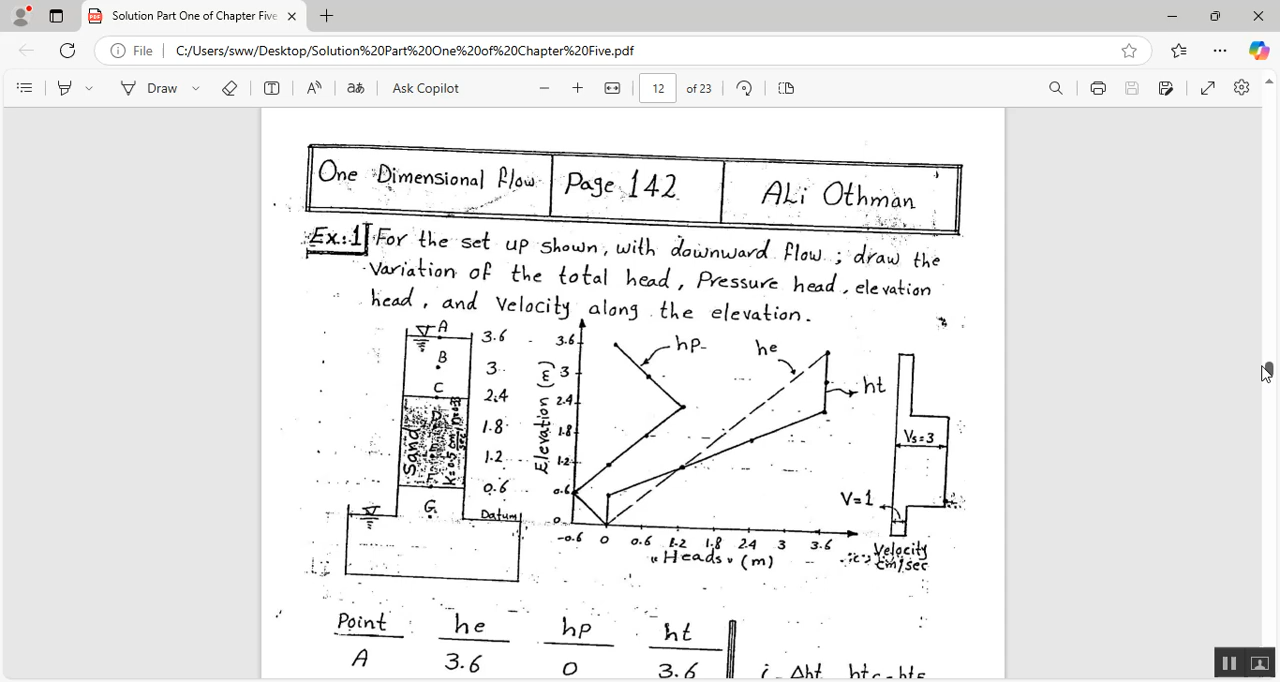 Solution Part One of Chapter Five
File
C:/Users/sww/Desktop/Solution%20Part%20One%20of%20Chapter%20Five.pdf
Draw
aあ
Ask Copilot
12
of 23
One Dimensional flow
Page 142
ALi Othman
Ex.:1 For the set up shown, with downward flow ; draw the
variation of the total head, Pressure head, elevation
head, and velocity along the elevation.
A
B
C
D
Sand
K=0.5 cm/sec
G
3.6
3
2.4
1.8
1.2
0.6
Datum
Elevation (m)
3.6
3
2.4
1.8
1.2
0.6
0
hp
he
ht
-0.6 0 0.6 1.2 1.8 2.4 3 3.6
"Heads" (m)
Vs=3
V=1
Velocity
cm/sec
Point he hp ht
A 3.6 0 3.6